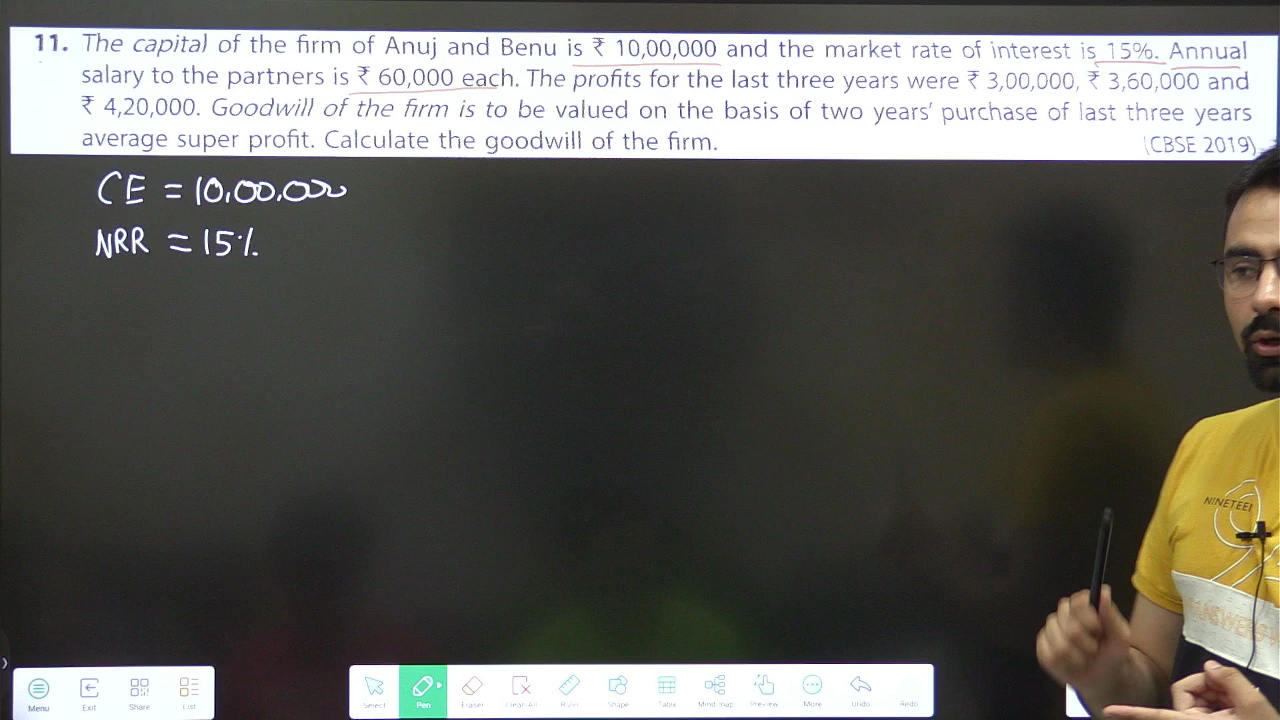 11. The capital of the firm of Anuj and Benu is ₹ 10,00,000 and the market rate of interest is 15%. Annual
salary to the partners is ₹ 60,000 each. The profits for the last three years were ₹ 3,00,000, ₹ 3,60,000 and
₹ 4,20,000. Goodwill of the firm is to be valued on the basis of two years' purchase of last three years
average super profit. Calculate the goodwill of the firm. (CBSE 2019)
CE = 10,00,000
NRR = 15%
NINETEE
ANSWERS
Menu Exit Share List Select Pen Eraser Clean All Ruler Shape Table Mind map Preview More Undo Redo